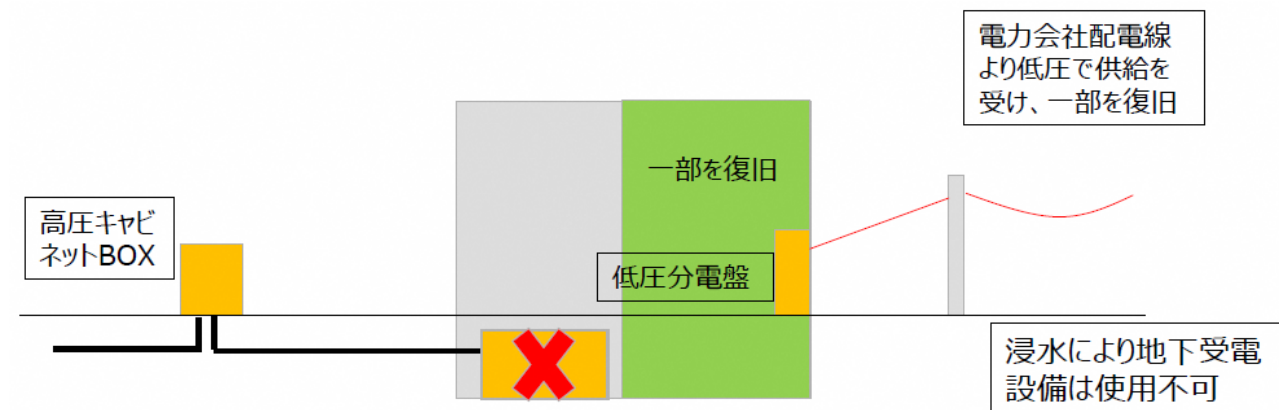 電力会社配電線
より低圧で供給を
受け、一部を復旧
一部を復旧
高圧キャビ
ネットBOX
低圧分電盤
浸水により地下受電
設備は使用不可